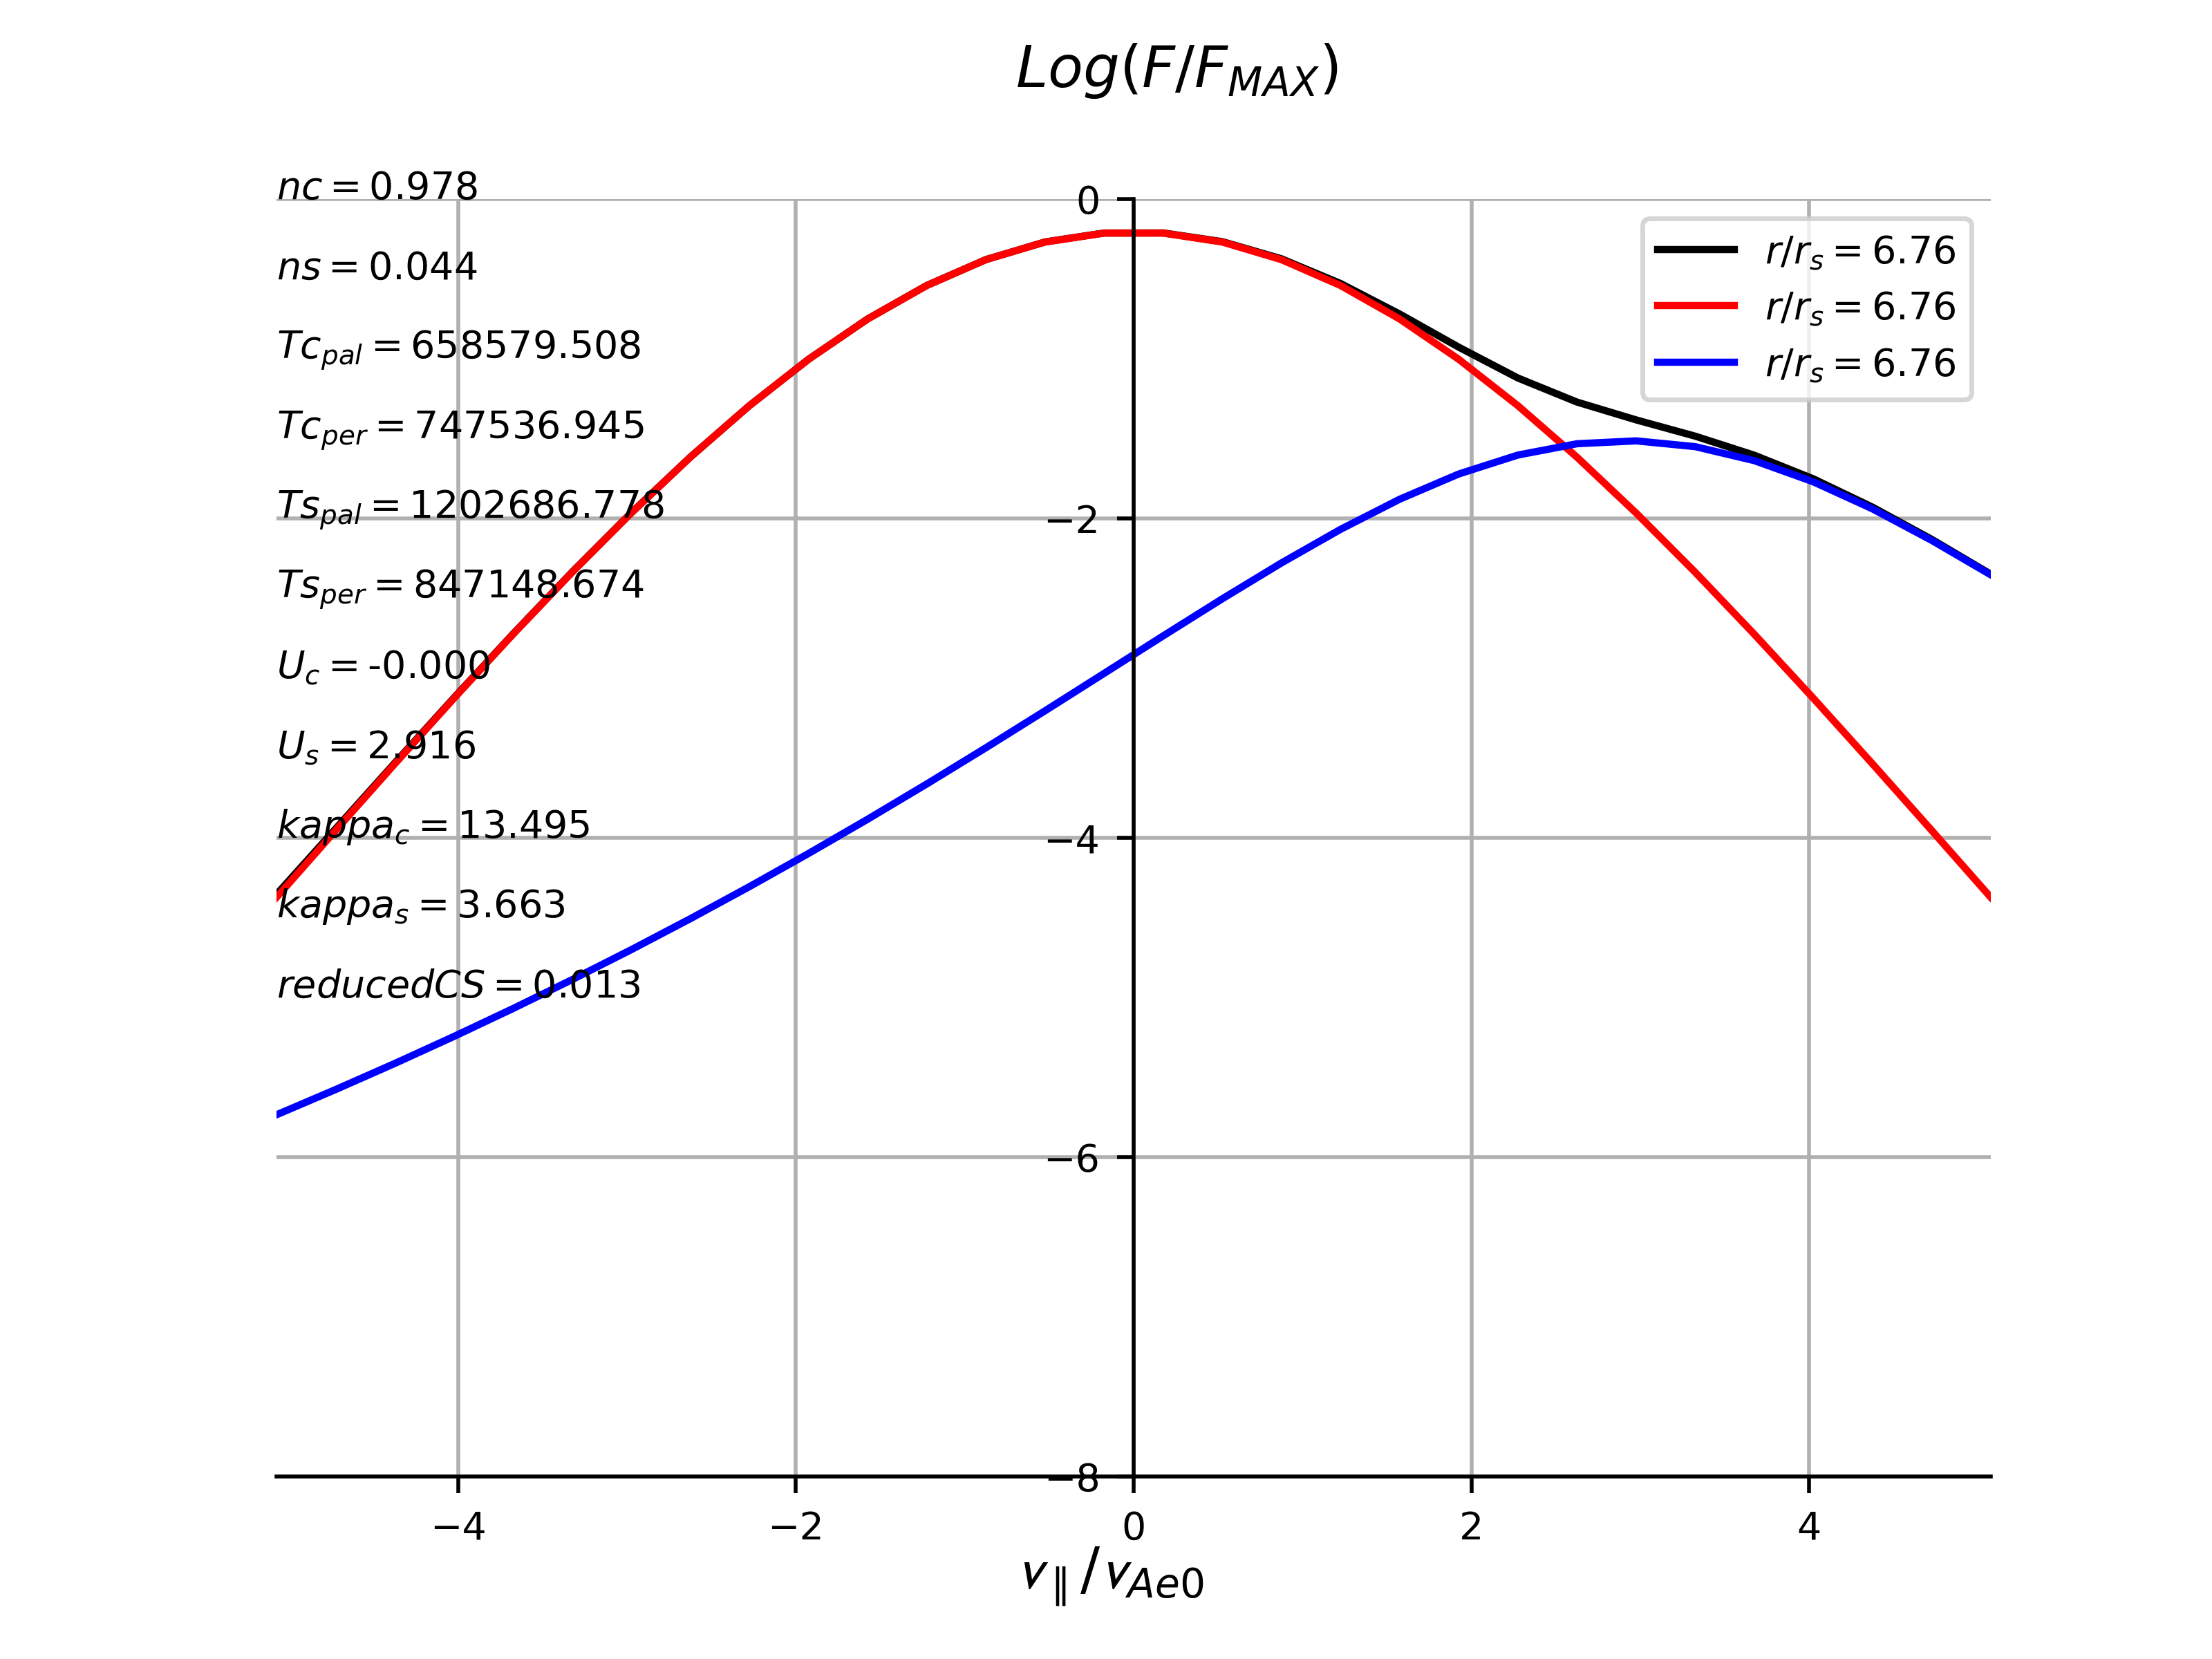 Log(F/F_MAX)
nc = 0.978
ns = 0.044
Tc_pal = 658579.508
Tc_per = 747536.945
Ts_pal = 1202686.778
Ts_per = 847148.674
U_c = -0.000
U_s = 2.916
kappa_c = 13.495
kappa_s = 3.663
reducedCS = 0.013
r/r_s = 6.76
r/r_s = 6.76
r/r_s = 6.76
0
−2
−4
−6
−8
−4 −2 0 2 4
v_∥/v_Ae0